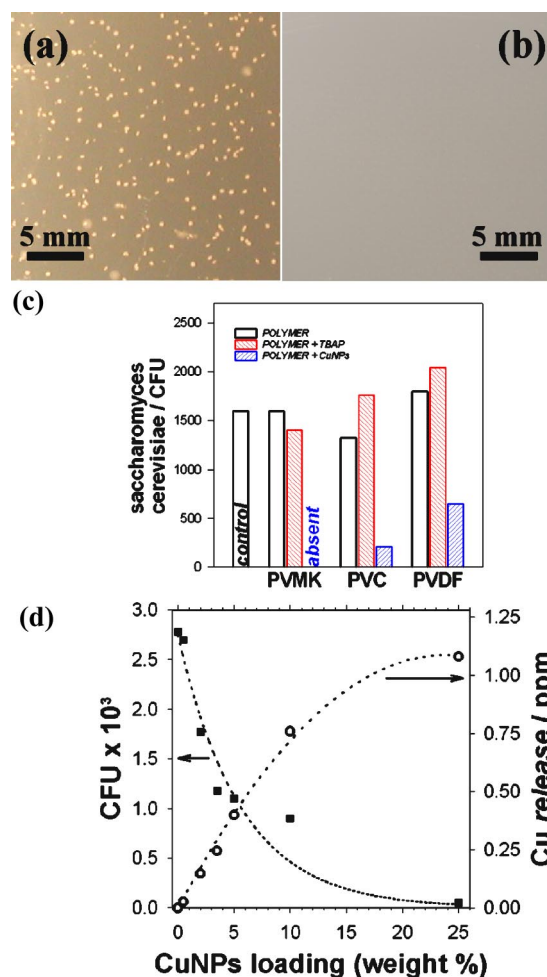 (a)
(b)
5 mm
5 mm
(c)
2500
2000
1500
1000
500
0
saccharomyces
cerevisiae / CFU
POLYMER
POLYMER + TBAP
POLYMER + CuNPs
control
absent
PVMK PVC PVDF
(d)
3.0
2.5
2.0
1.5
1.0
0.5
0.0
CFU x 10³
1.25
1.00
0.75
0.50
0.25
0.00
Cu release / ppm
0 5 10 15 20 25
CuNPs loading (weight %)